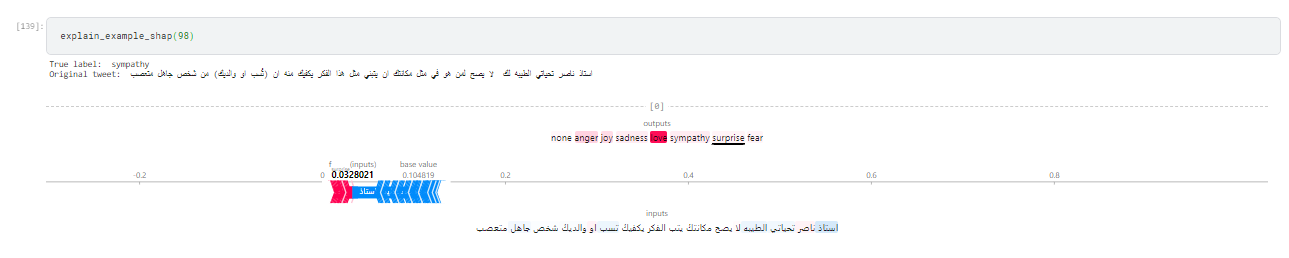 [139]:
explain_example_shap(98)
True label: sympathy
Original tweet: استاذ ناصر تحياتي الطيبه لك لا يصح لمن هو في مثل مكانتك ان يتبني مثل هذا الفكر يكفيك منه ان (تُسب او والديك) من شخص جاهل متعصب
[0]
outputs
none anger joy sadness love sympathy surprise fear
f (inputs) base value
-0.2 0 0.0328021 0.104819 0.2 0.4 0.6 0.8
ستاذ
inputs
استاذ ناصر تحياتي الطيبه لا يصح مكانتك يتب الفكر يكفيك تسب او والديك شخص جاهل متعصب